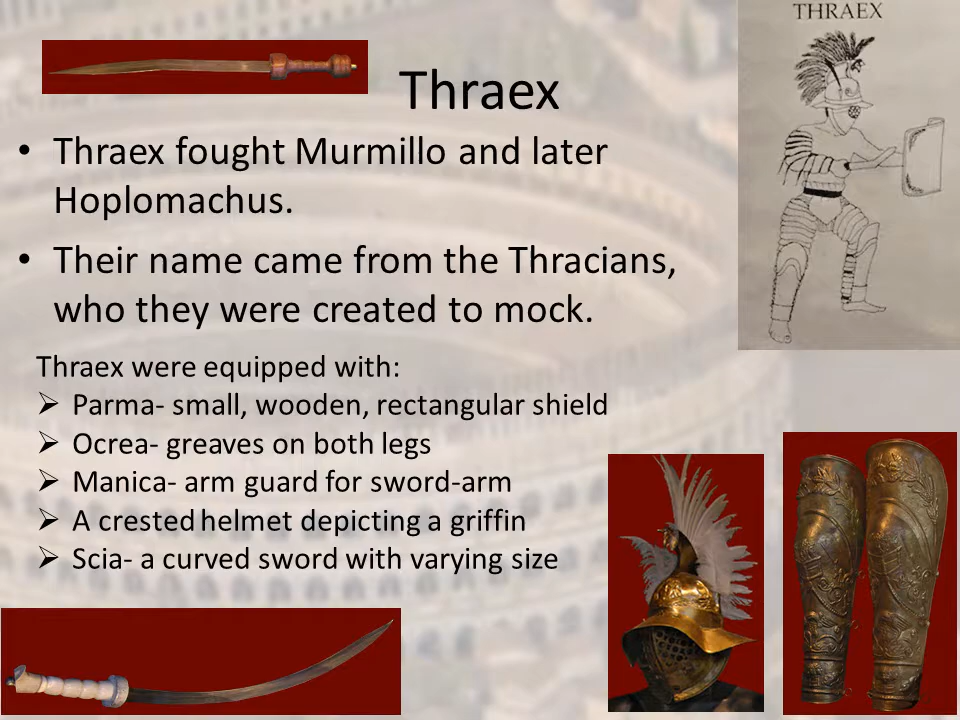 THRAEX
Thraex
• Thraex fought Murmillo and later
Hoplomachus.
• Their name came from the Thracians,
who they were created to mock.
Thraex were equipped with:
➢ Parma- small, wooden, rectangular shield
➢ Ocrea- greaves on both legs
➢ Manica- arm guard for sword-arm
➢ A crested helmet depicting a griffin
➢ Scia- a curved sword with varying size